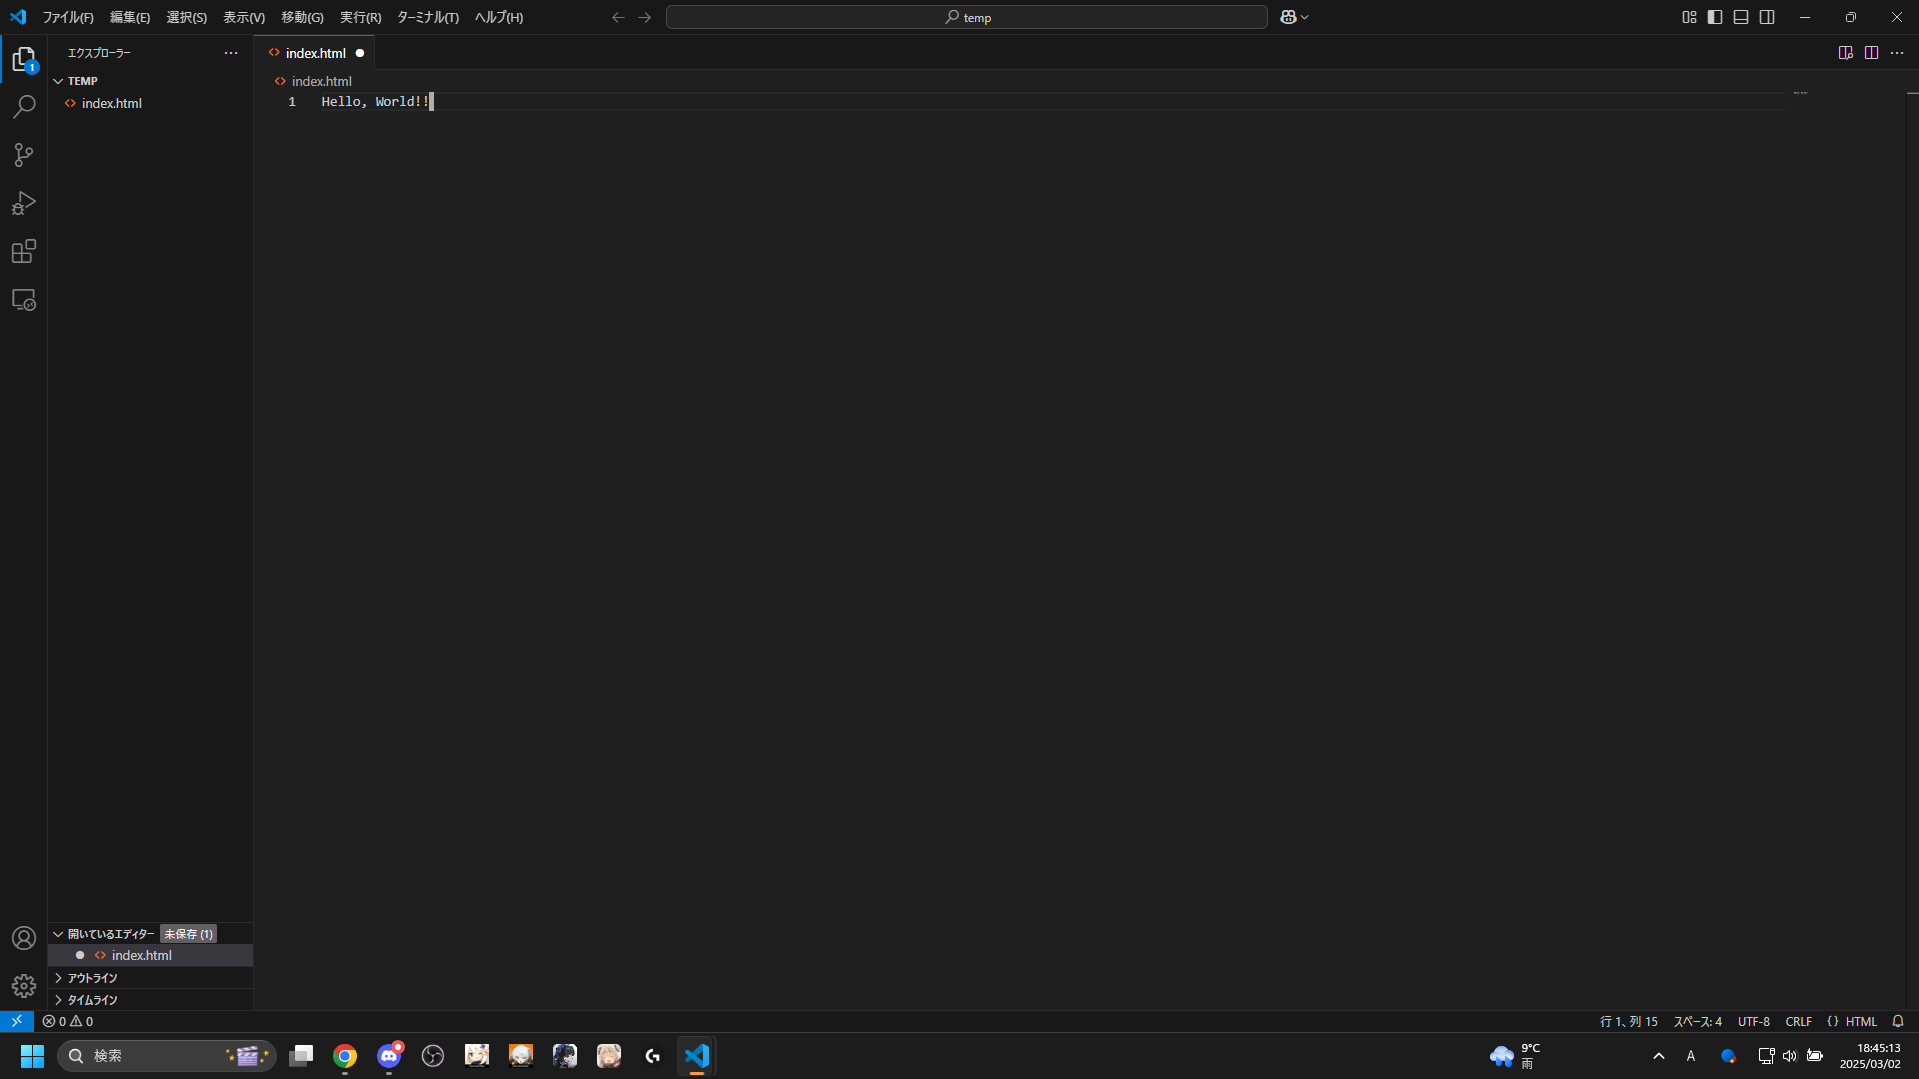 ファイル(F) 編集(E) 選択(S) 表示(V) 移動(G) 実行(R) ターミナル(T) ヘルプ(H) temp
エクスプローラー
index.html
TEMP
index.html
index.html
1 Hello, World!!
1
開いているエディター 未保存 (1)
index.html
アウトライン
タイムライン
0 0 行 1、列 15 スペース: 4 UTF-8 CRLF {} HTML
検索
9°C
雨
A
18:45:13
2025/03/02